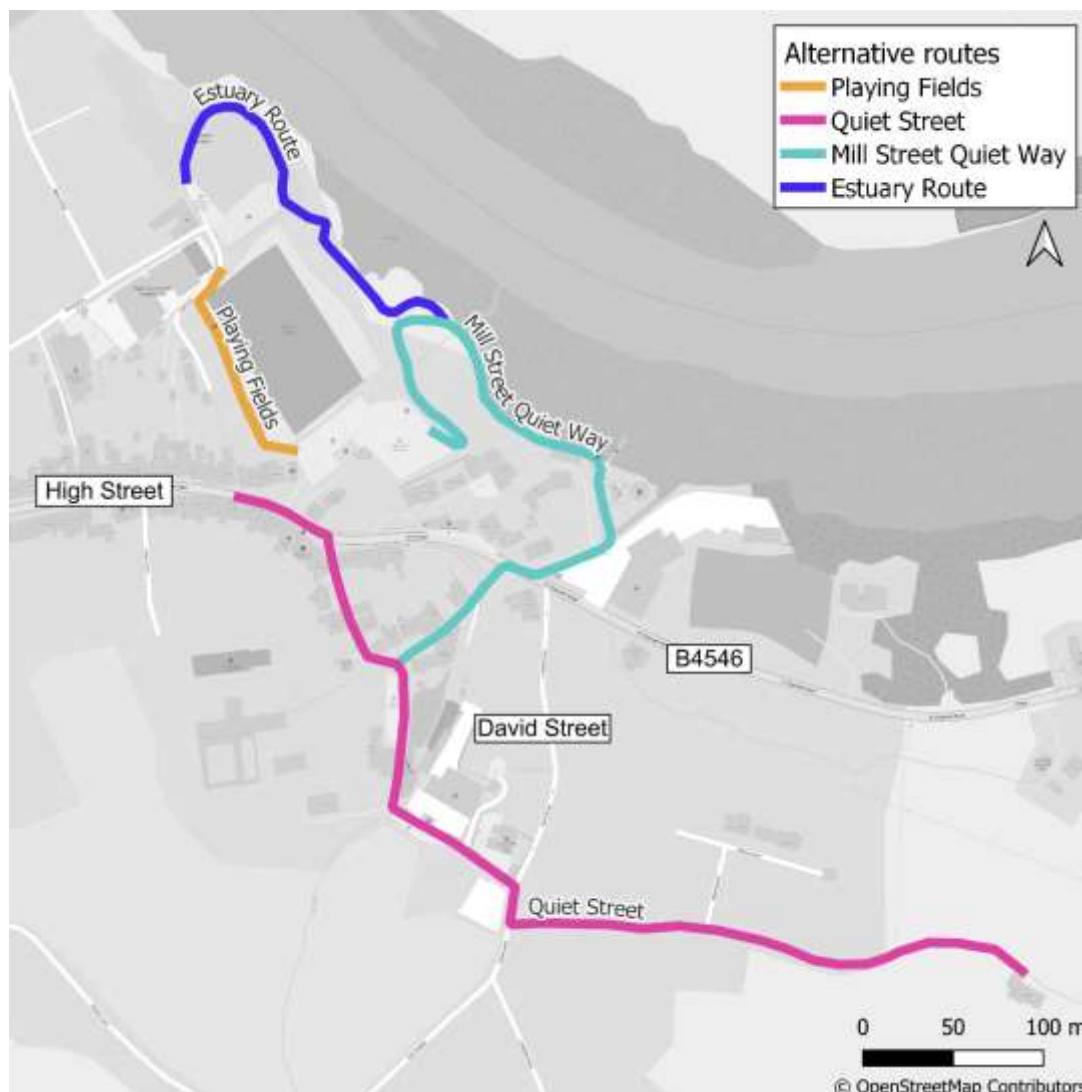 Alternative routes
Playing Fields
Quiet Street
Mill Street Quiet Way
Estuary Route
Estuary Route
Playing Fields
Mill Street Quiet Way
High Street
B4546
David Street
Quiet Street
0 50 100 m
© OpenStreetMap Contributors